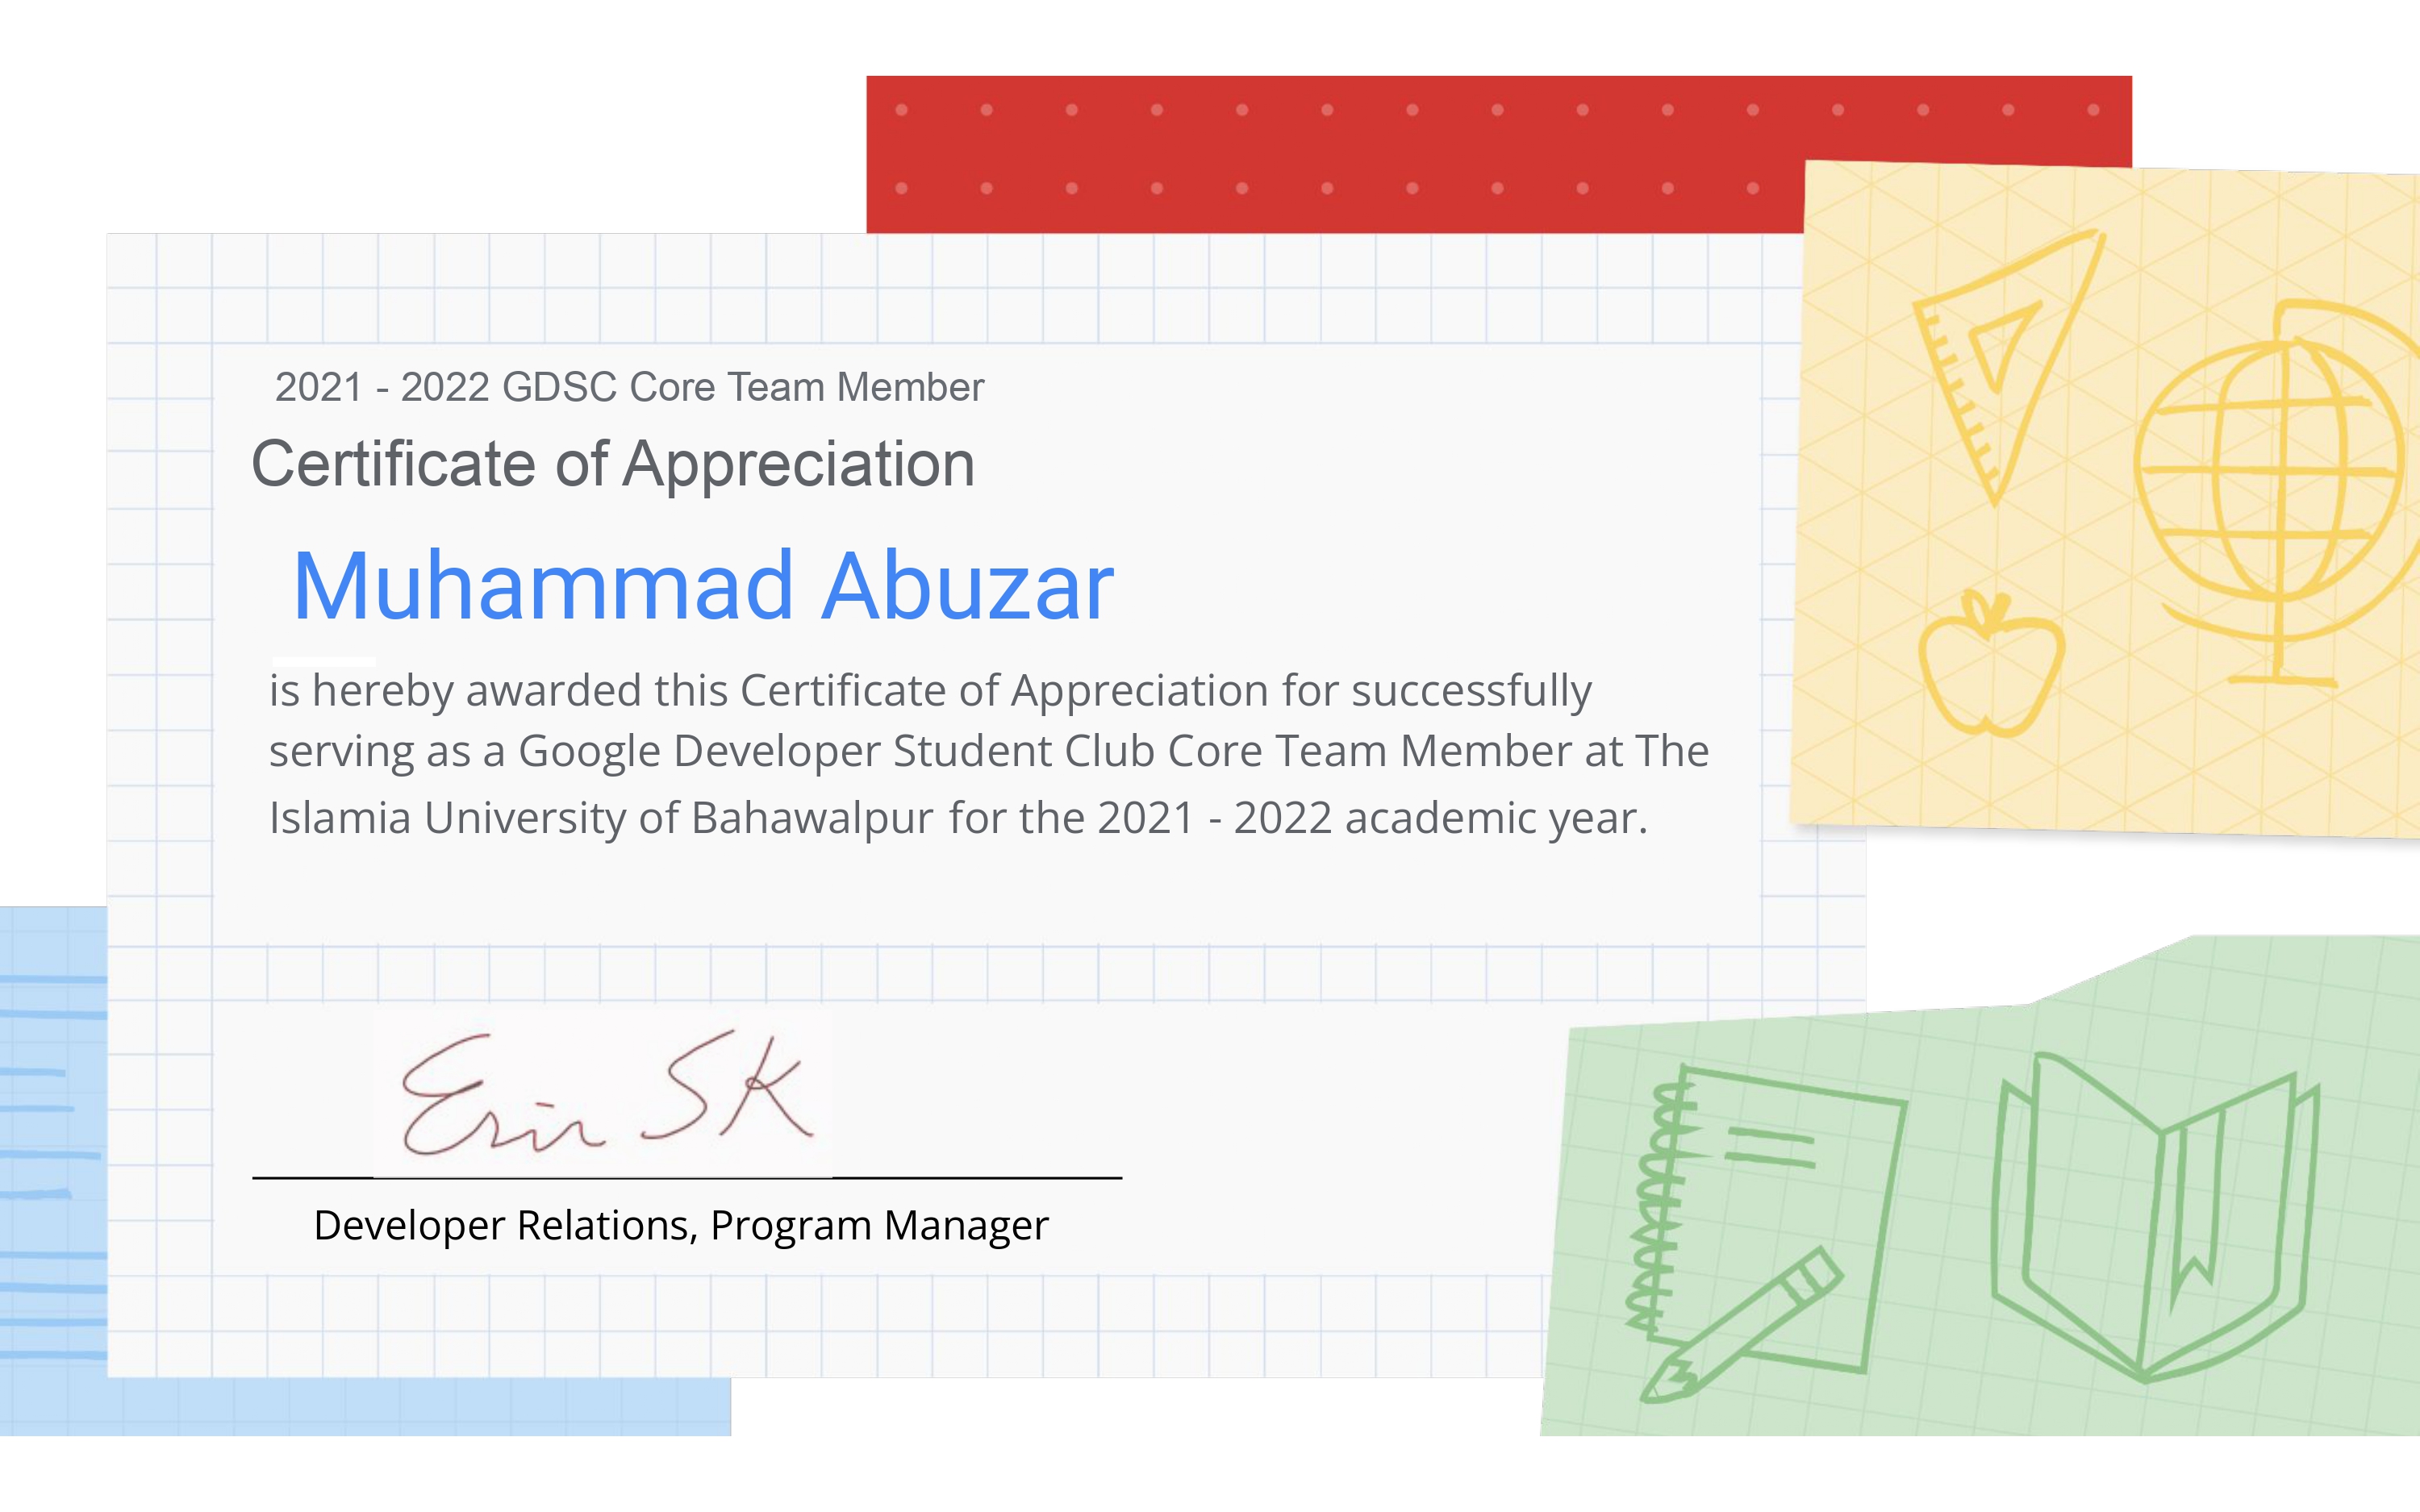 2021 - 2022 GDSC Core Team Member
Certificate of Appreciation
Muhammad Abuzar
is hereby awarded this Certificate of Appreciation for successfully
serving as a Google Developer Student Club Core Team Member at The
Islamia University of Bahawalpur for the 2021 - 2022 academic year.
Erin SK
Developer Relations, Program Manager